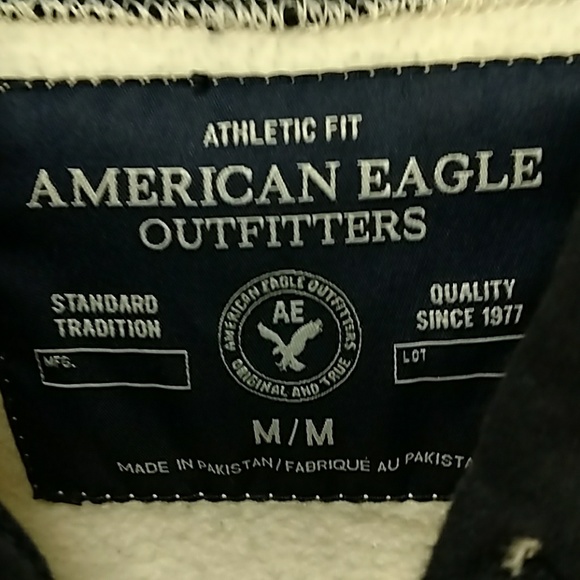 ATHLETIC FIT
AMERICAN EAGLE
OUTFITTERS
STANDARD
TRADITION
MFG.
AMERICAN EAGLE OUTFITTERS
AE
ORIGINAL AND TRUE
QUALITY
SINCE 1977
LOT
M/M
MADE IN PAKISTAN/FABRIQUÉ AU PAKISTA